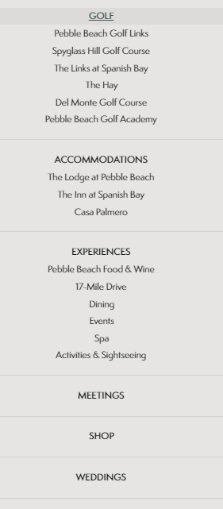 GOLF
Pebble Beach Golf Links
Spyglass Hill Golf Course
The Links at Spanish Bay
The Hay
Del Monte Golf Course
Pebble Beach Golf Academy
ACCOMMODATIONS
The Lodge at Pebble Beach
The Inn at Spanish Bay
Casa Palmero
EXPERIENCES
Pebble Beach Food & Wine
17-Mile Drive
Dining
Events
Spa
Activities & Sightseeing
MEETINGS
SHOP
WEDDINGS